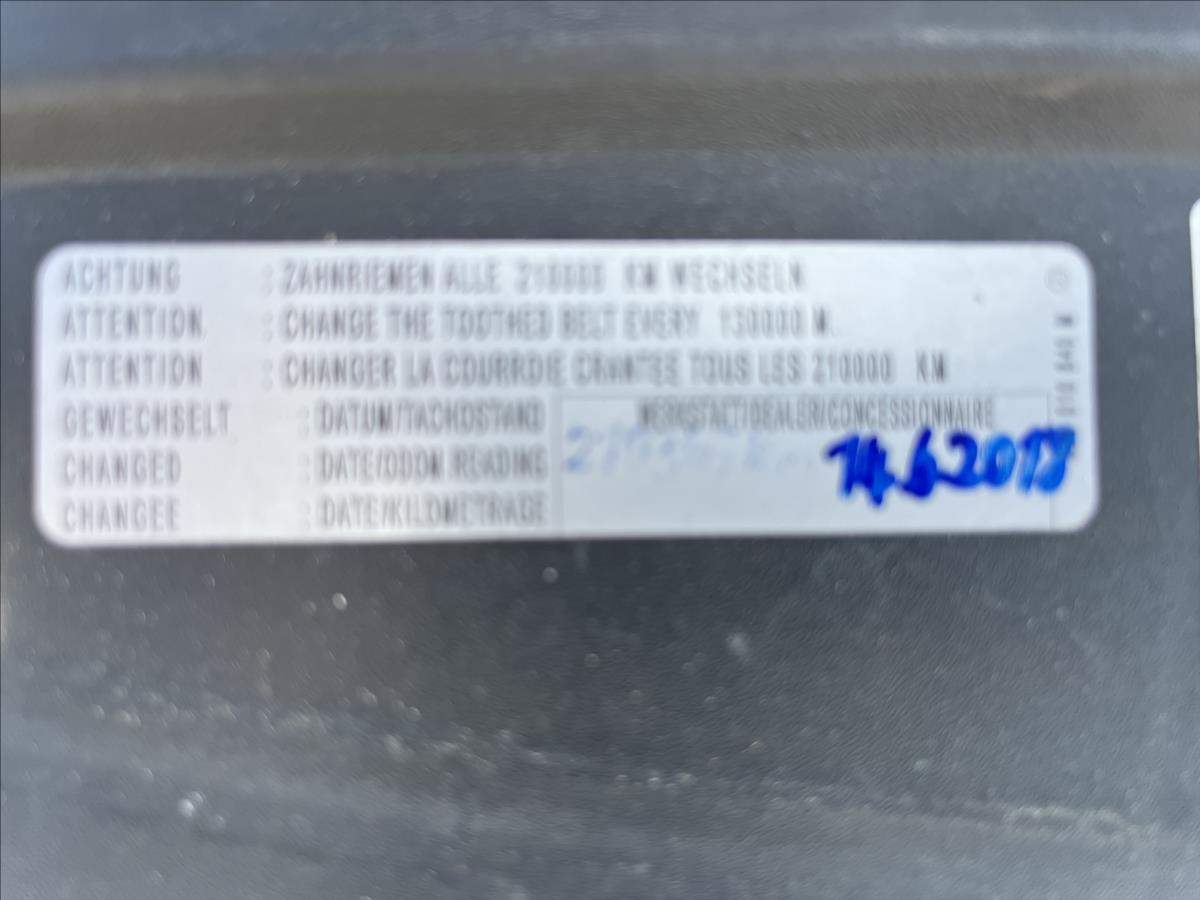 ACHTUNG : ZAHNRIEMEN ALLE 210000 KM WECHSELN
ATTENTION : CHANGE THE TOOTHED BELT EVERY 130000 M.
ATTENTION : CHANGER LA COURROIE CRANTEE TOUS LES 210000 KM
GEWECHSELT : DATUM/TACHOSTAND WERKSTATT/DEALER/CONCESSIONNAIRE
CHANGED : DATE/ODOM. READING 14.6.2018
CHANGEE : DATE/KILOMETRAGE